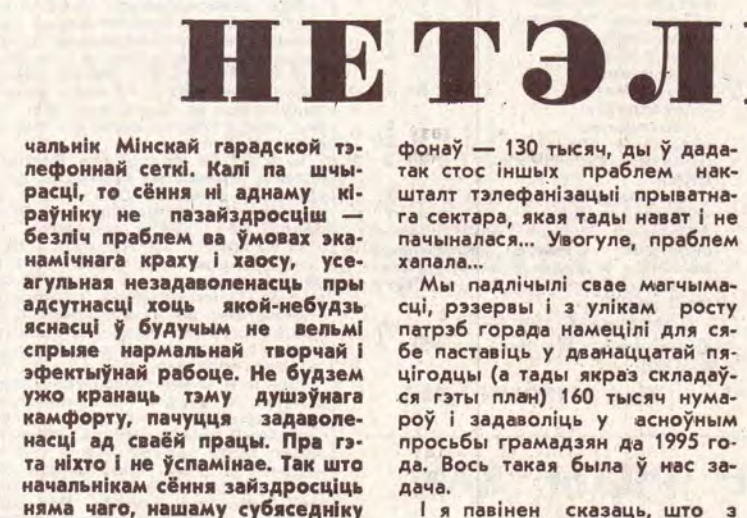 НЕТЭЛ
чальнік Мінскай гарадской тэ-
лефоннай сеткі. Калі па шчы-
расці, то сёння ні аднаму кі-
раўніку не пазайздросціш —
безліч праблем ва ўмовах эка-
намічнага краху і хаосу, усе-
агульная незадаволенасць пры
адсутнасці хоць якой-небудзь
яснасці ў будучым не вельмі
спрыяе нармальнай творчай і
эфектыўнай рабоце. Не будзем
ужо кранаць тэму душэўнага
камфорту, пачуцця задаволе-
насці ад сваёй працы. Пра гэ-
та ніхто і не ўспамінае. Так што
начальнікам сёння зайздросціць
няма чаго, нашаму субяседніку
фонаў — 130 тысяч, ды ў дада-
так стос іншых праблем нак-
шталт тэлефанізацыі прыватна-
га сектара, якая тады нават і не
пачыналася... Увогуле, праблем
хапала...
Мы падлічылі свае магчыма-
сці, рэзервы і з улікам росту
патрэб горада намецілі для ся-
бе паставіць у дванаццатай пя-
цігодцы (а тады якраз складаў-
ся гэты план) 160 тысяч нума-
роў і задаволіць у асноўным
просьбы грамадзян да 1995 го-
да. Вось такая была ў нас за-
дача.
І я павінен сказаць, што з